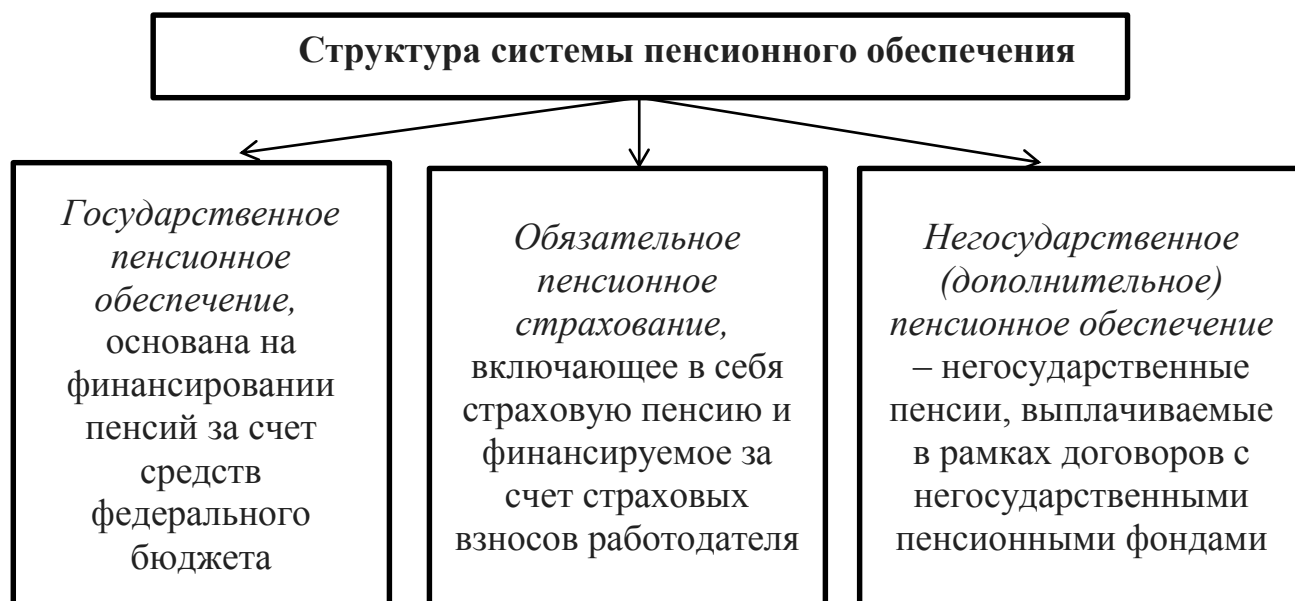 Структура системы пенсионного обеспечения
Государственное
пенсионное
обеспечение,
основана на
финансировании
пенсий за счет
средств
федерального
бюджета
Обязательное
пенсионное
страхование,
включающее в себя
страховую пенсию и
финансируемое за
счет страховых
взносов работодателя
Негосударственное
(дополнительное)
пенсионное обеспечение
– негосударственные
пенсии, выплачиваемые
в рамках договоров с
негосударственными
пенсионными фондами